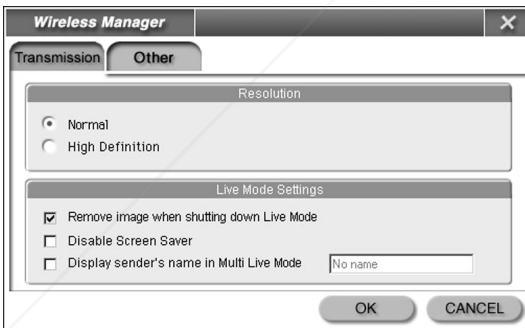 Wireless Manager
Transmission Other
Resolution
Normal
High Definition
Live Mode Settings
Remove image when shutting down Live Mode
Disable Screen Saver
Display sender's name in Multi Live Mode No name
OK CANCEL